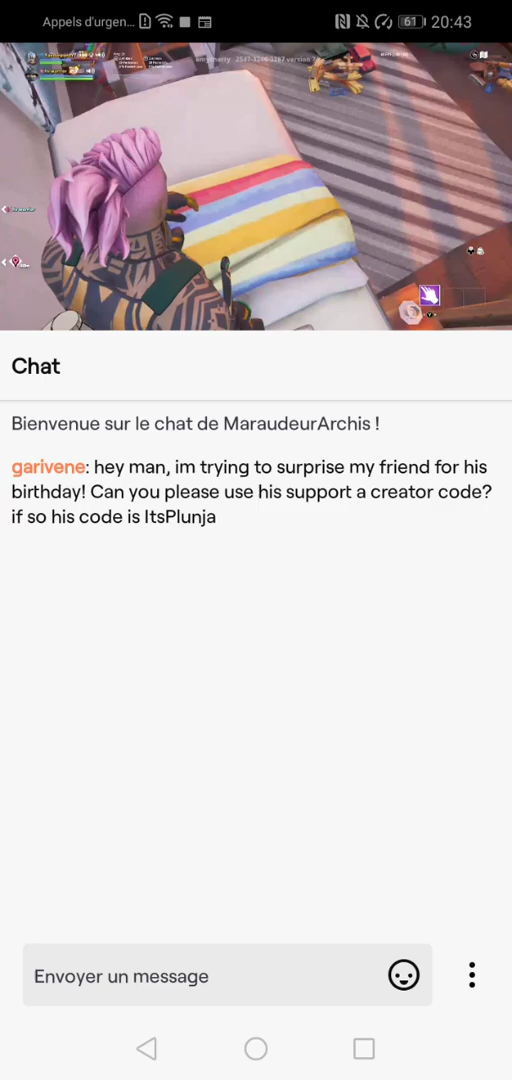 Appels d'urgen...
61
20:43
Chat
Bienvenue sur le chat de MaraudeurArchis !
garivene: hey man, im trying to surprise my friend for his
birthday! Can you please use his support a creator code?
if so his code is ItsPlunja
Envoyer un message